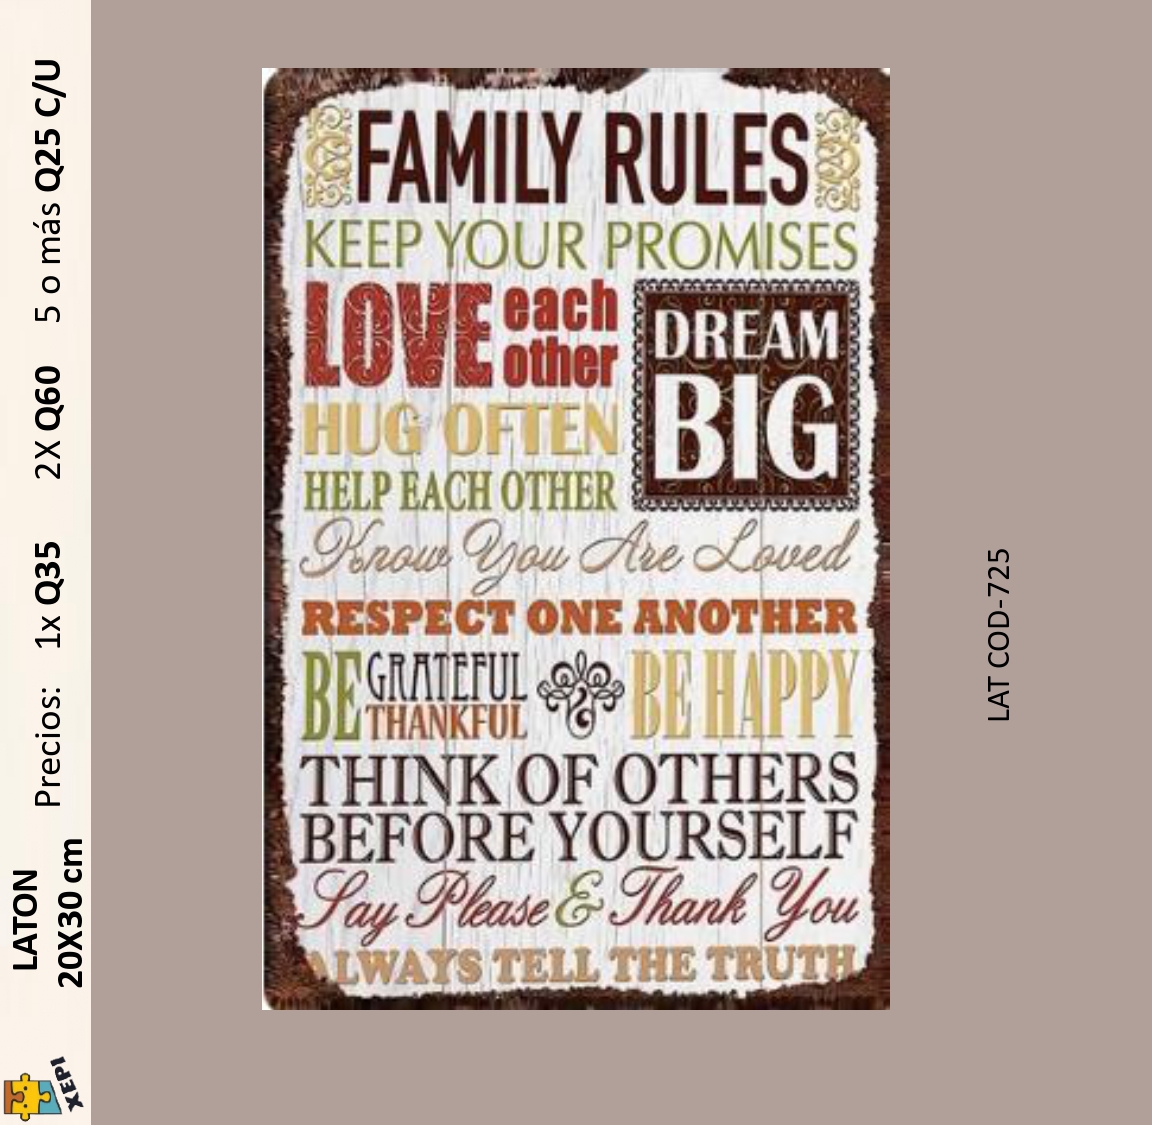 LATON
20X30 cm
Precios: 1x Q35 2X Q60 5 o más Q25 C/U
XEPI
FAMILY RULES
KEEP YOUR PROMISES
LOVE each other
DREAM
BIG
HUG OFTEN
HELP EACH OTHER
Know You Are Loved
RESPECT ONE ANOTHER
BE GRATEFUL THANKFUL
BE HAPPY
THINK OF OTHERS
BEFORE YOURSELF
Say Please & Thank You
ALWAYS TELL THE TRUTH
LAT COD-725